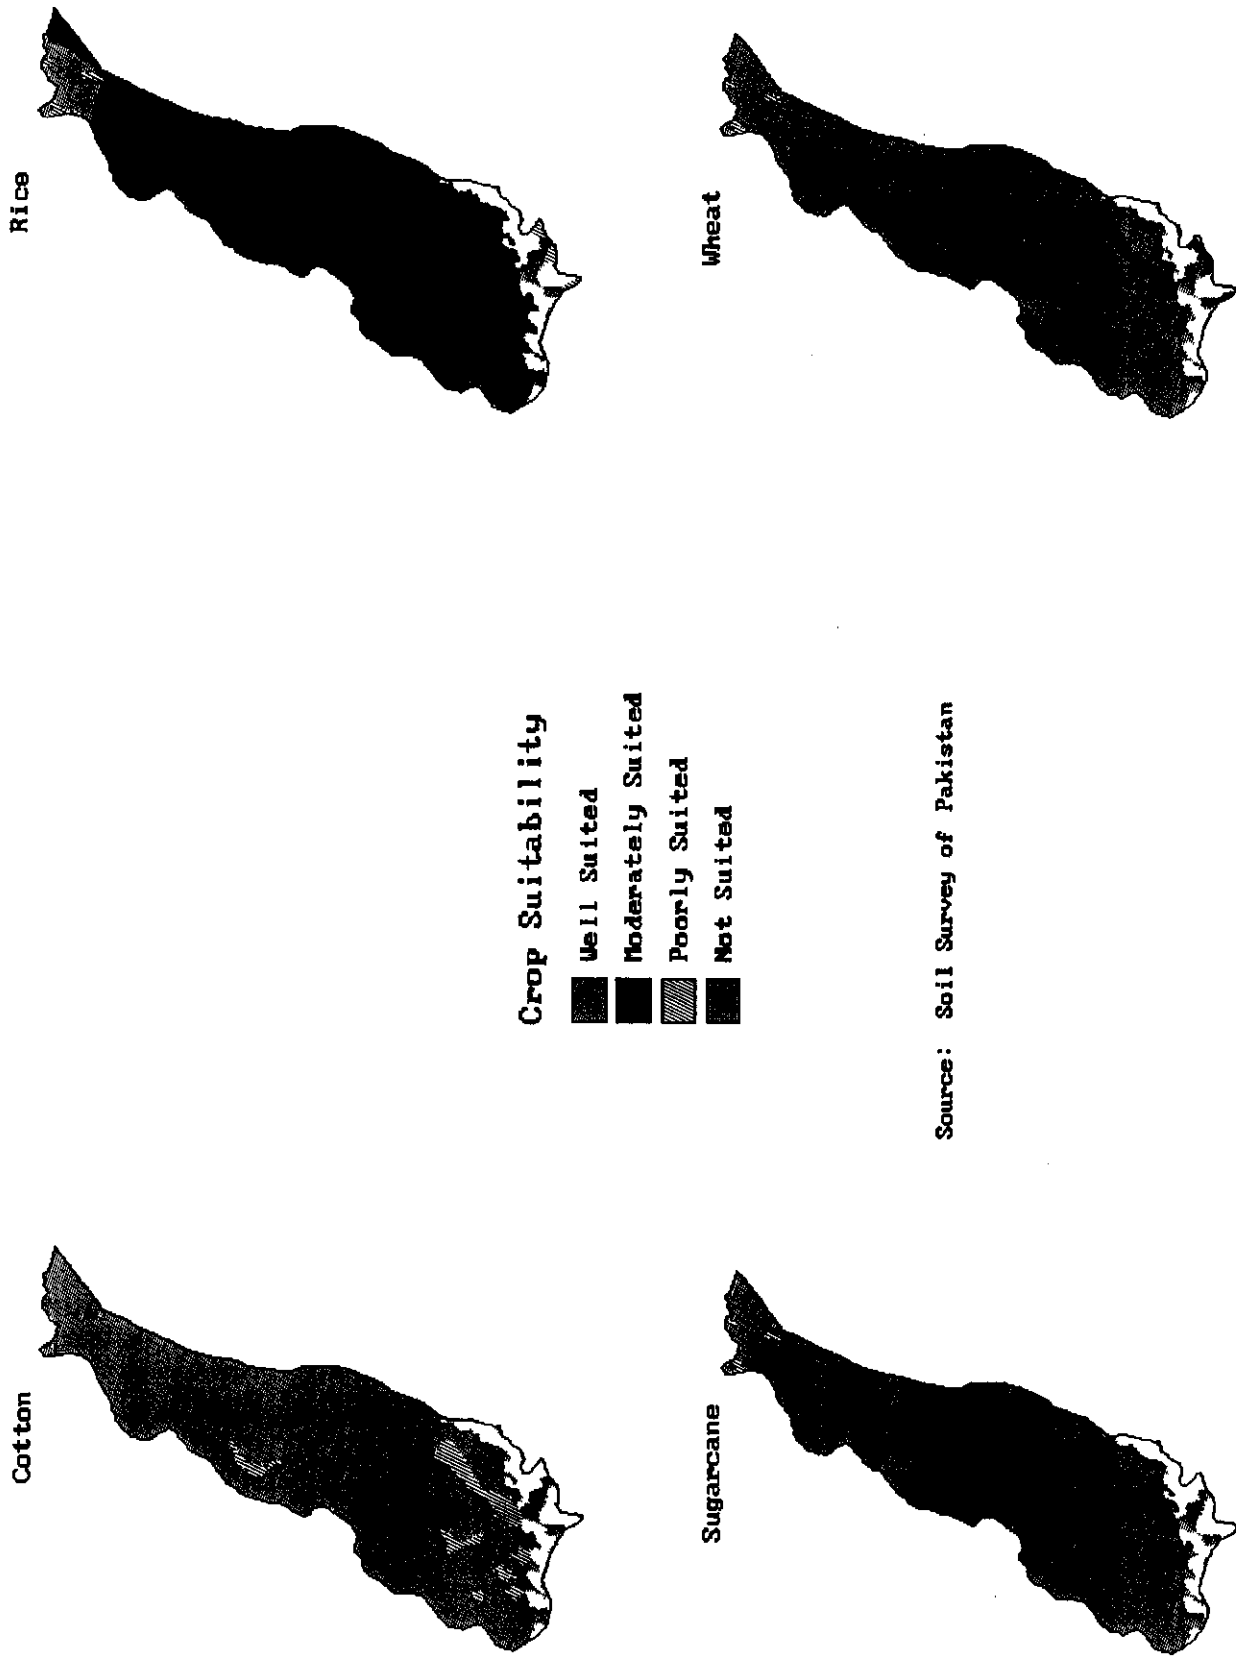 Cotton
Rice
Crop Suitability
Well Suited
Moderately Suited
Poorly Suited
Not Suited
Sugarcane
Wheat
Source: Soil Survey of Pakistan